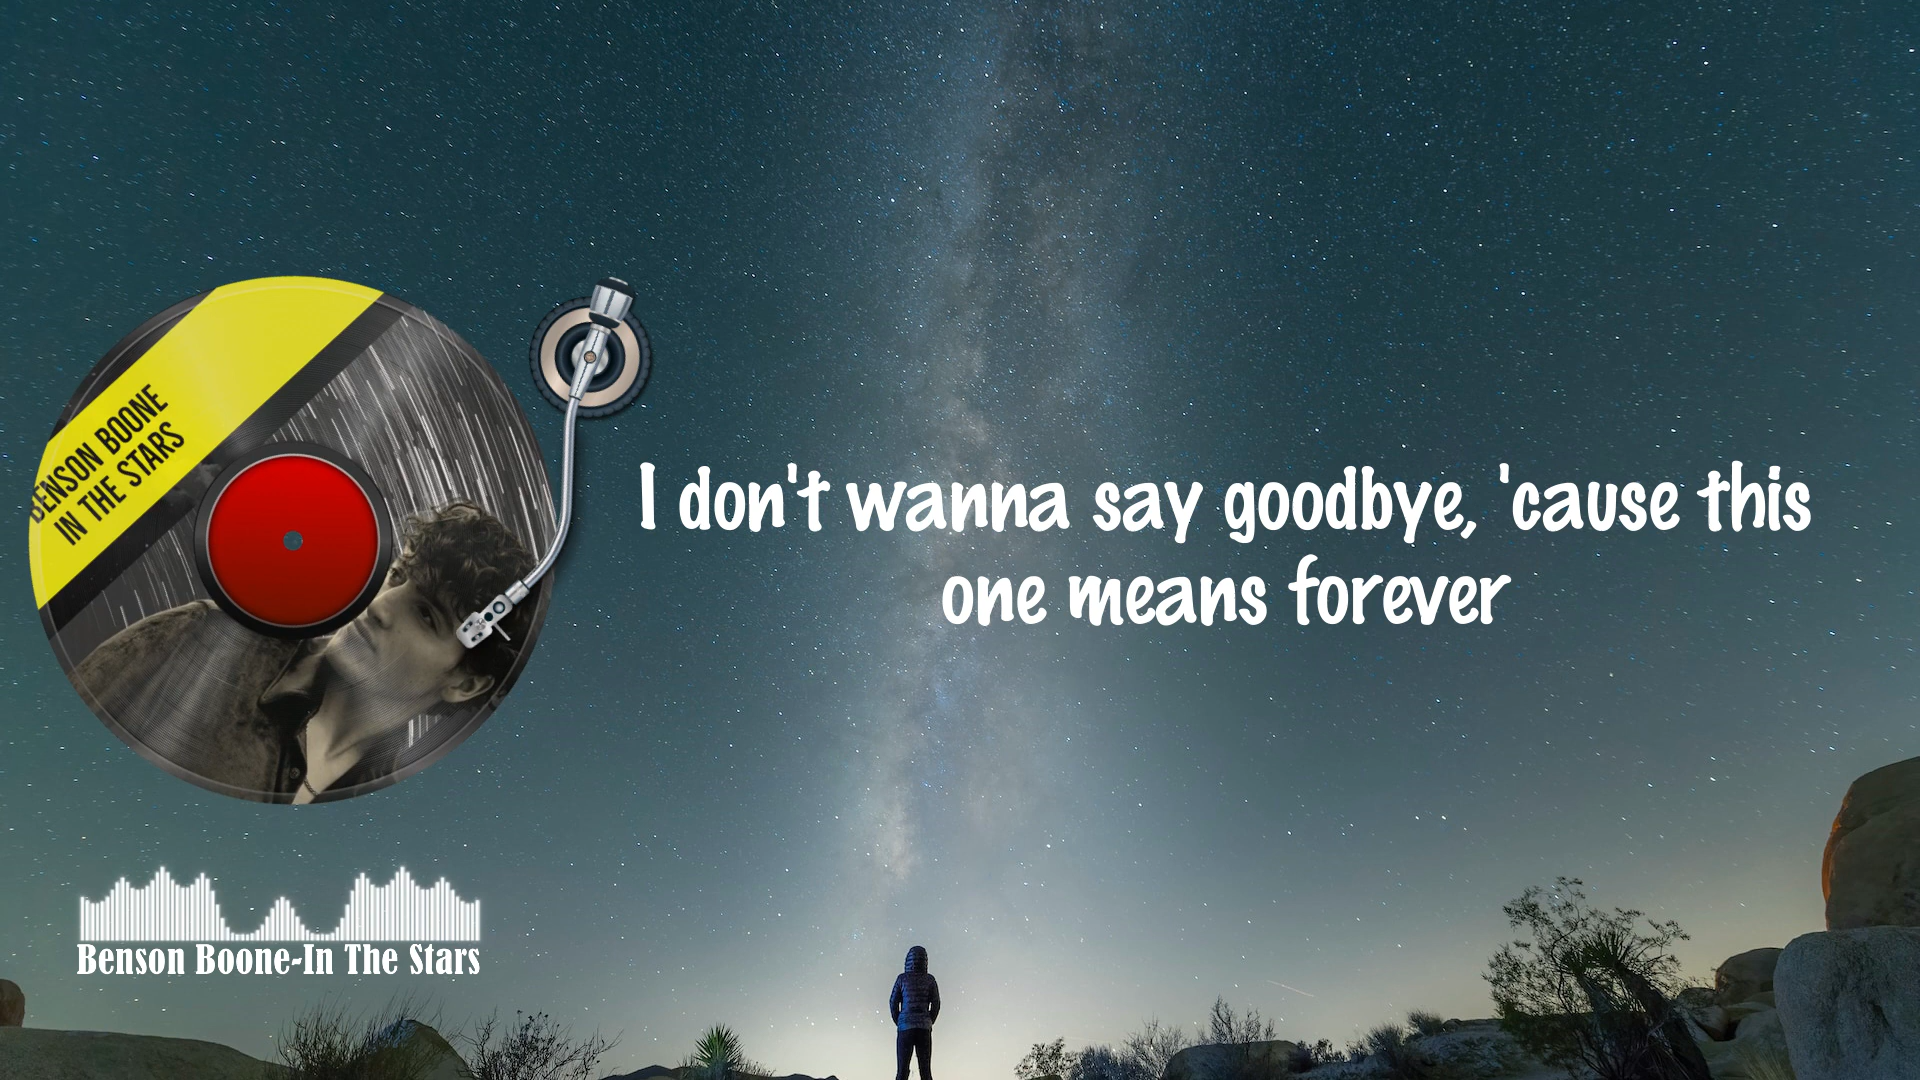 BENSON BOONE
IN THE STARS
I don't wanna say goodbye, 'cause this
one means forever
Benson Boone-In The Stars